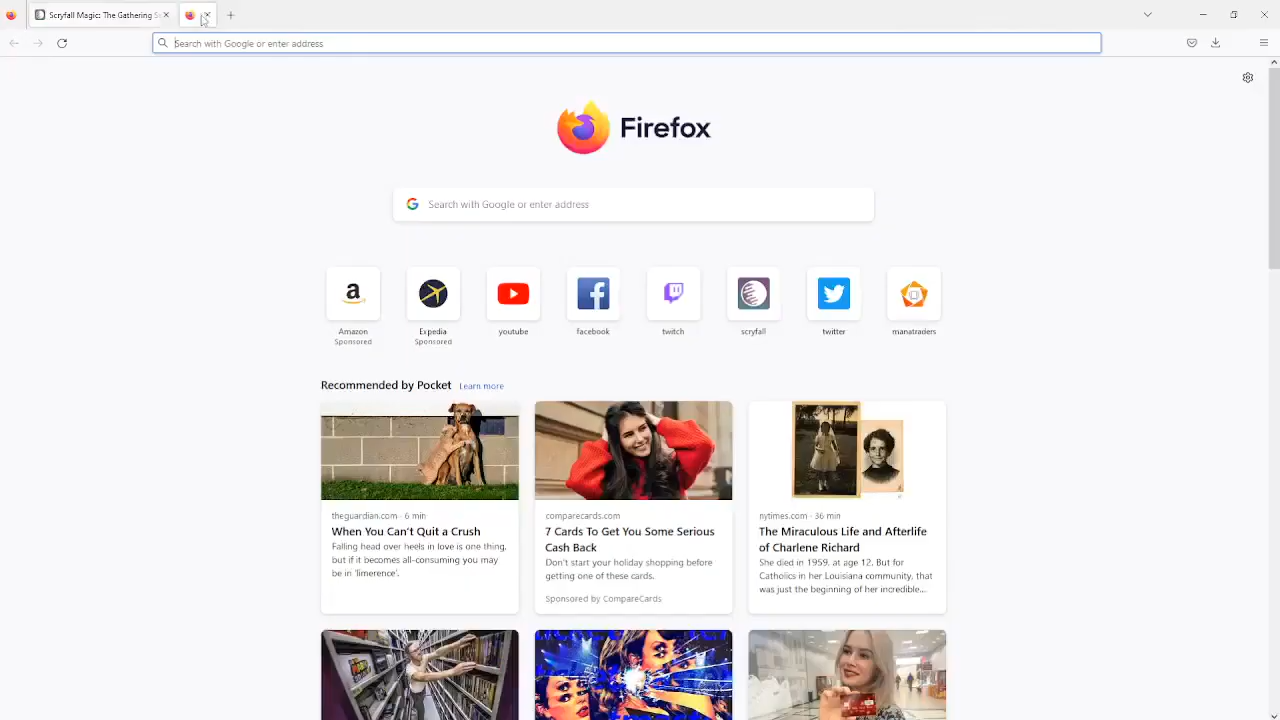 Scryfall Magic: The Gathering S
Search with Google or enter address
Firefox
Search with Google or enter address
a
Amazon
Sponsored
Expedia
Sponsored
youtube
facebook
twitch
scryfall
twitter
manatraders
Recommended by Pocket Learn more
theguardian.com · 6 min
When You Can't Quit a Crush
Falling head over heels in love is one thing,
but if it becomes all-consuming you may
be in 'limerence'.
comparecards.com
7 Cards To Get You Some Serious
Cash Back
Don't start your holiday shopping before
getting one of these cards.
Sponsored by CompareCards
nytimes.com · 36 min
The Miraculous Life and Afterlife
of Charlene Richard
She died in 1959, at age 12. But for
Catholics in her Louisiana community, that
was just the beginning of her incredible...